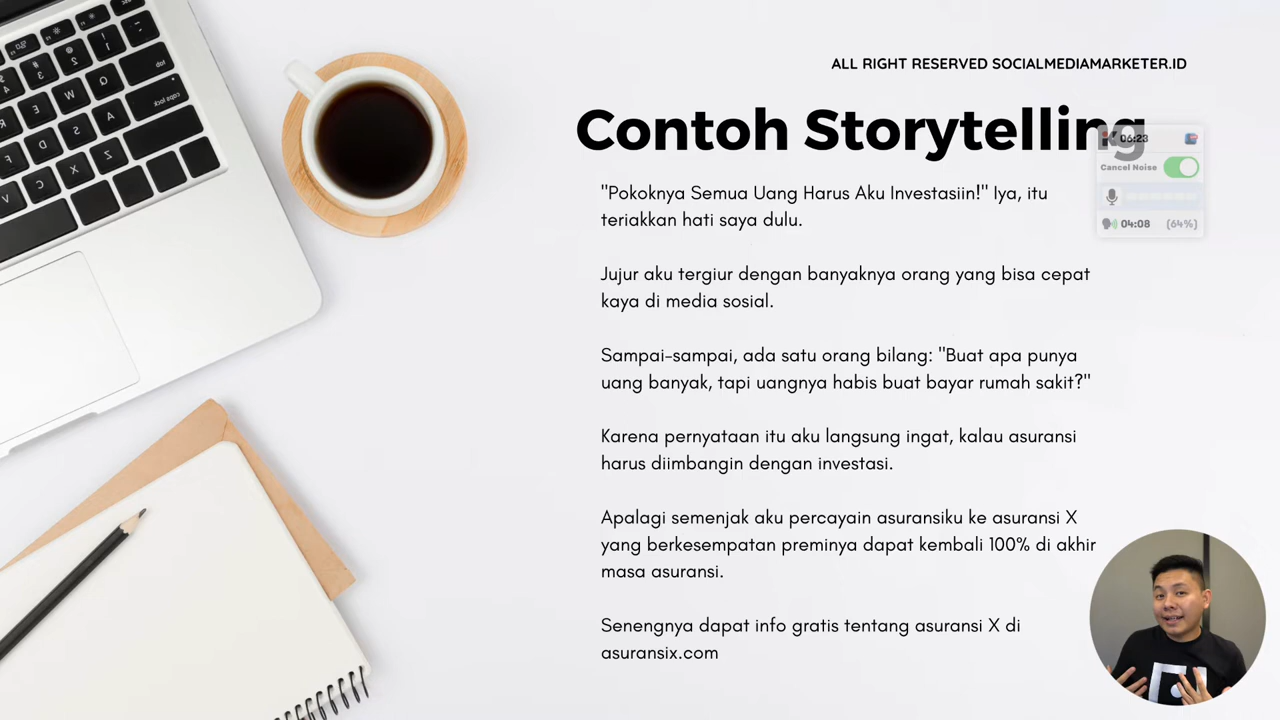 ALL RIGHT RESERVED SOCIALMEDIAMARKETER.ID
Contoh Storytelling
06:23
Cancel Noise
04:08 (64%)
"Pokoknya Semua Uang Harus Aku Investasiin!" Iya, itu
teriakkan hati saya dulu.
Jujur aku tergiur dengan banyaknya orang yang bisa cepat
kaya di media sosial.
Sampai-sampai, ada satu orang bilang: "Buat apa punya
uang banyak, tapi uangnya habis buat bayar rumah sakit?"
Karena pernyataan itu aku langsung ingat, kalau asuransi
harus diimbangin dengan investasi.
Apalagi semenjak aku percayain asuransiku ke asuransi X
yang berkesempatan preminya dapat kembali 100% di akhir
masa asuransi.
Senengnya dapat info gratis tentang asuransi X di
asuransix.com